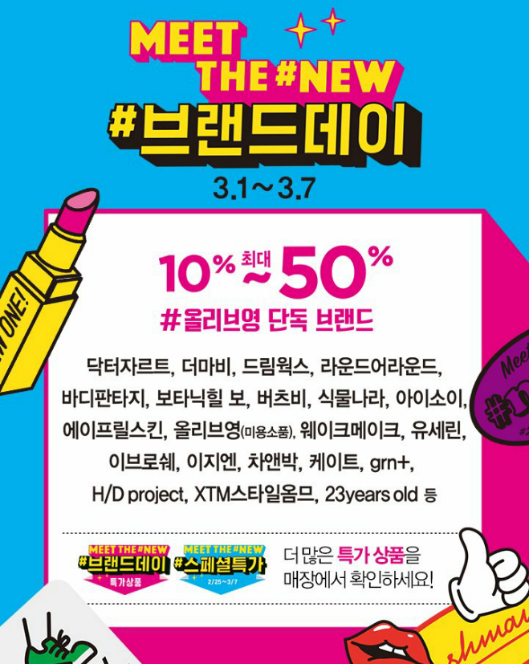 MEET
THE #NEW
#브랜드데이
3.1~3.7
10% 최대 ~ 50%
#올리브영 단독 브랜드
닥터자르트, 더마비, 드림웍스, 라운드어라운드,
바디판타지, 보타닉힐 보, 버츠비, 식물나라, 아이소이,
에이프릴스킨, 올리브영(미용소품), 웨이크메이크, 유세린,
이브로쉐, 이지엔, 차앤박, 케이트, grn+,
H/D project, XTM스타일옴므, 23years old 등
MEET THE #NEW
#브랜드데이
특가상품
MEET THE #NEW
#스페셜특가
2/25~3/7
더 많은 특가 상품을
매장에서 확인하세요!
ONE!
Meet